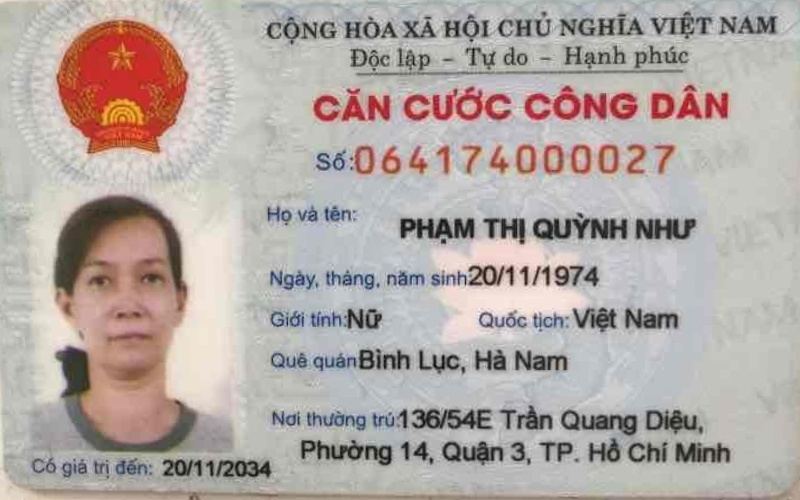 CỘNG HÒA XÃ HỘI CHỦ NGHĨA VIỆT NAM
Độc lập – Tự do – Hạnh phúc
CĂN CƯỚC CÔNG DÂN
Số: 064174000027
Họ và tên: PHẠM THỊ QUỲNH NHƯ
Ngày, tháng, năm sinh: 20/11/1974
Giới tính: Nữ Quốc tịch: Việt Nam
Quê quán: Bình Lục, Hà Nam
Nơi thường trú: 136/54E Trần Quang Diệu,
Phường 14, Quận 3, TP. Hồ Chí Minh
Có giá trị đến: 20/11/2034